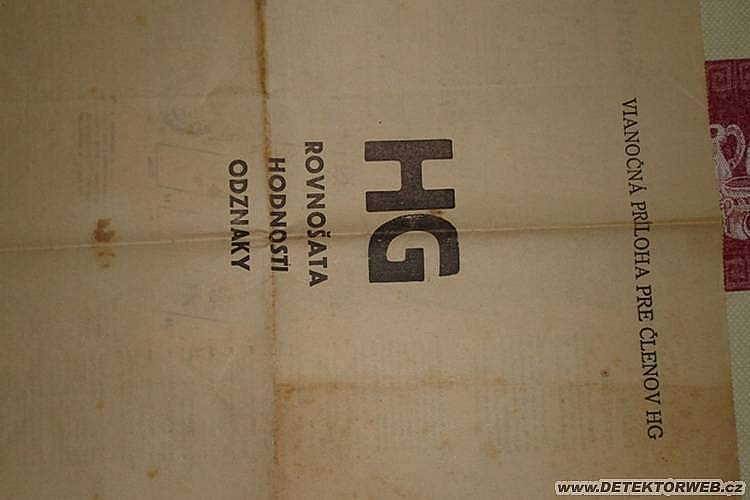 VIANOČNÁ PRÍLOHA PRE ČLENOV HG
HG
ROVNOŠATA
HODNOSTI
ODZNAKY
WWW.DETEKTORWEB.CZ